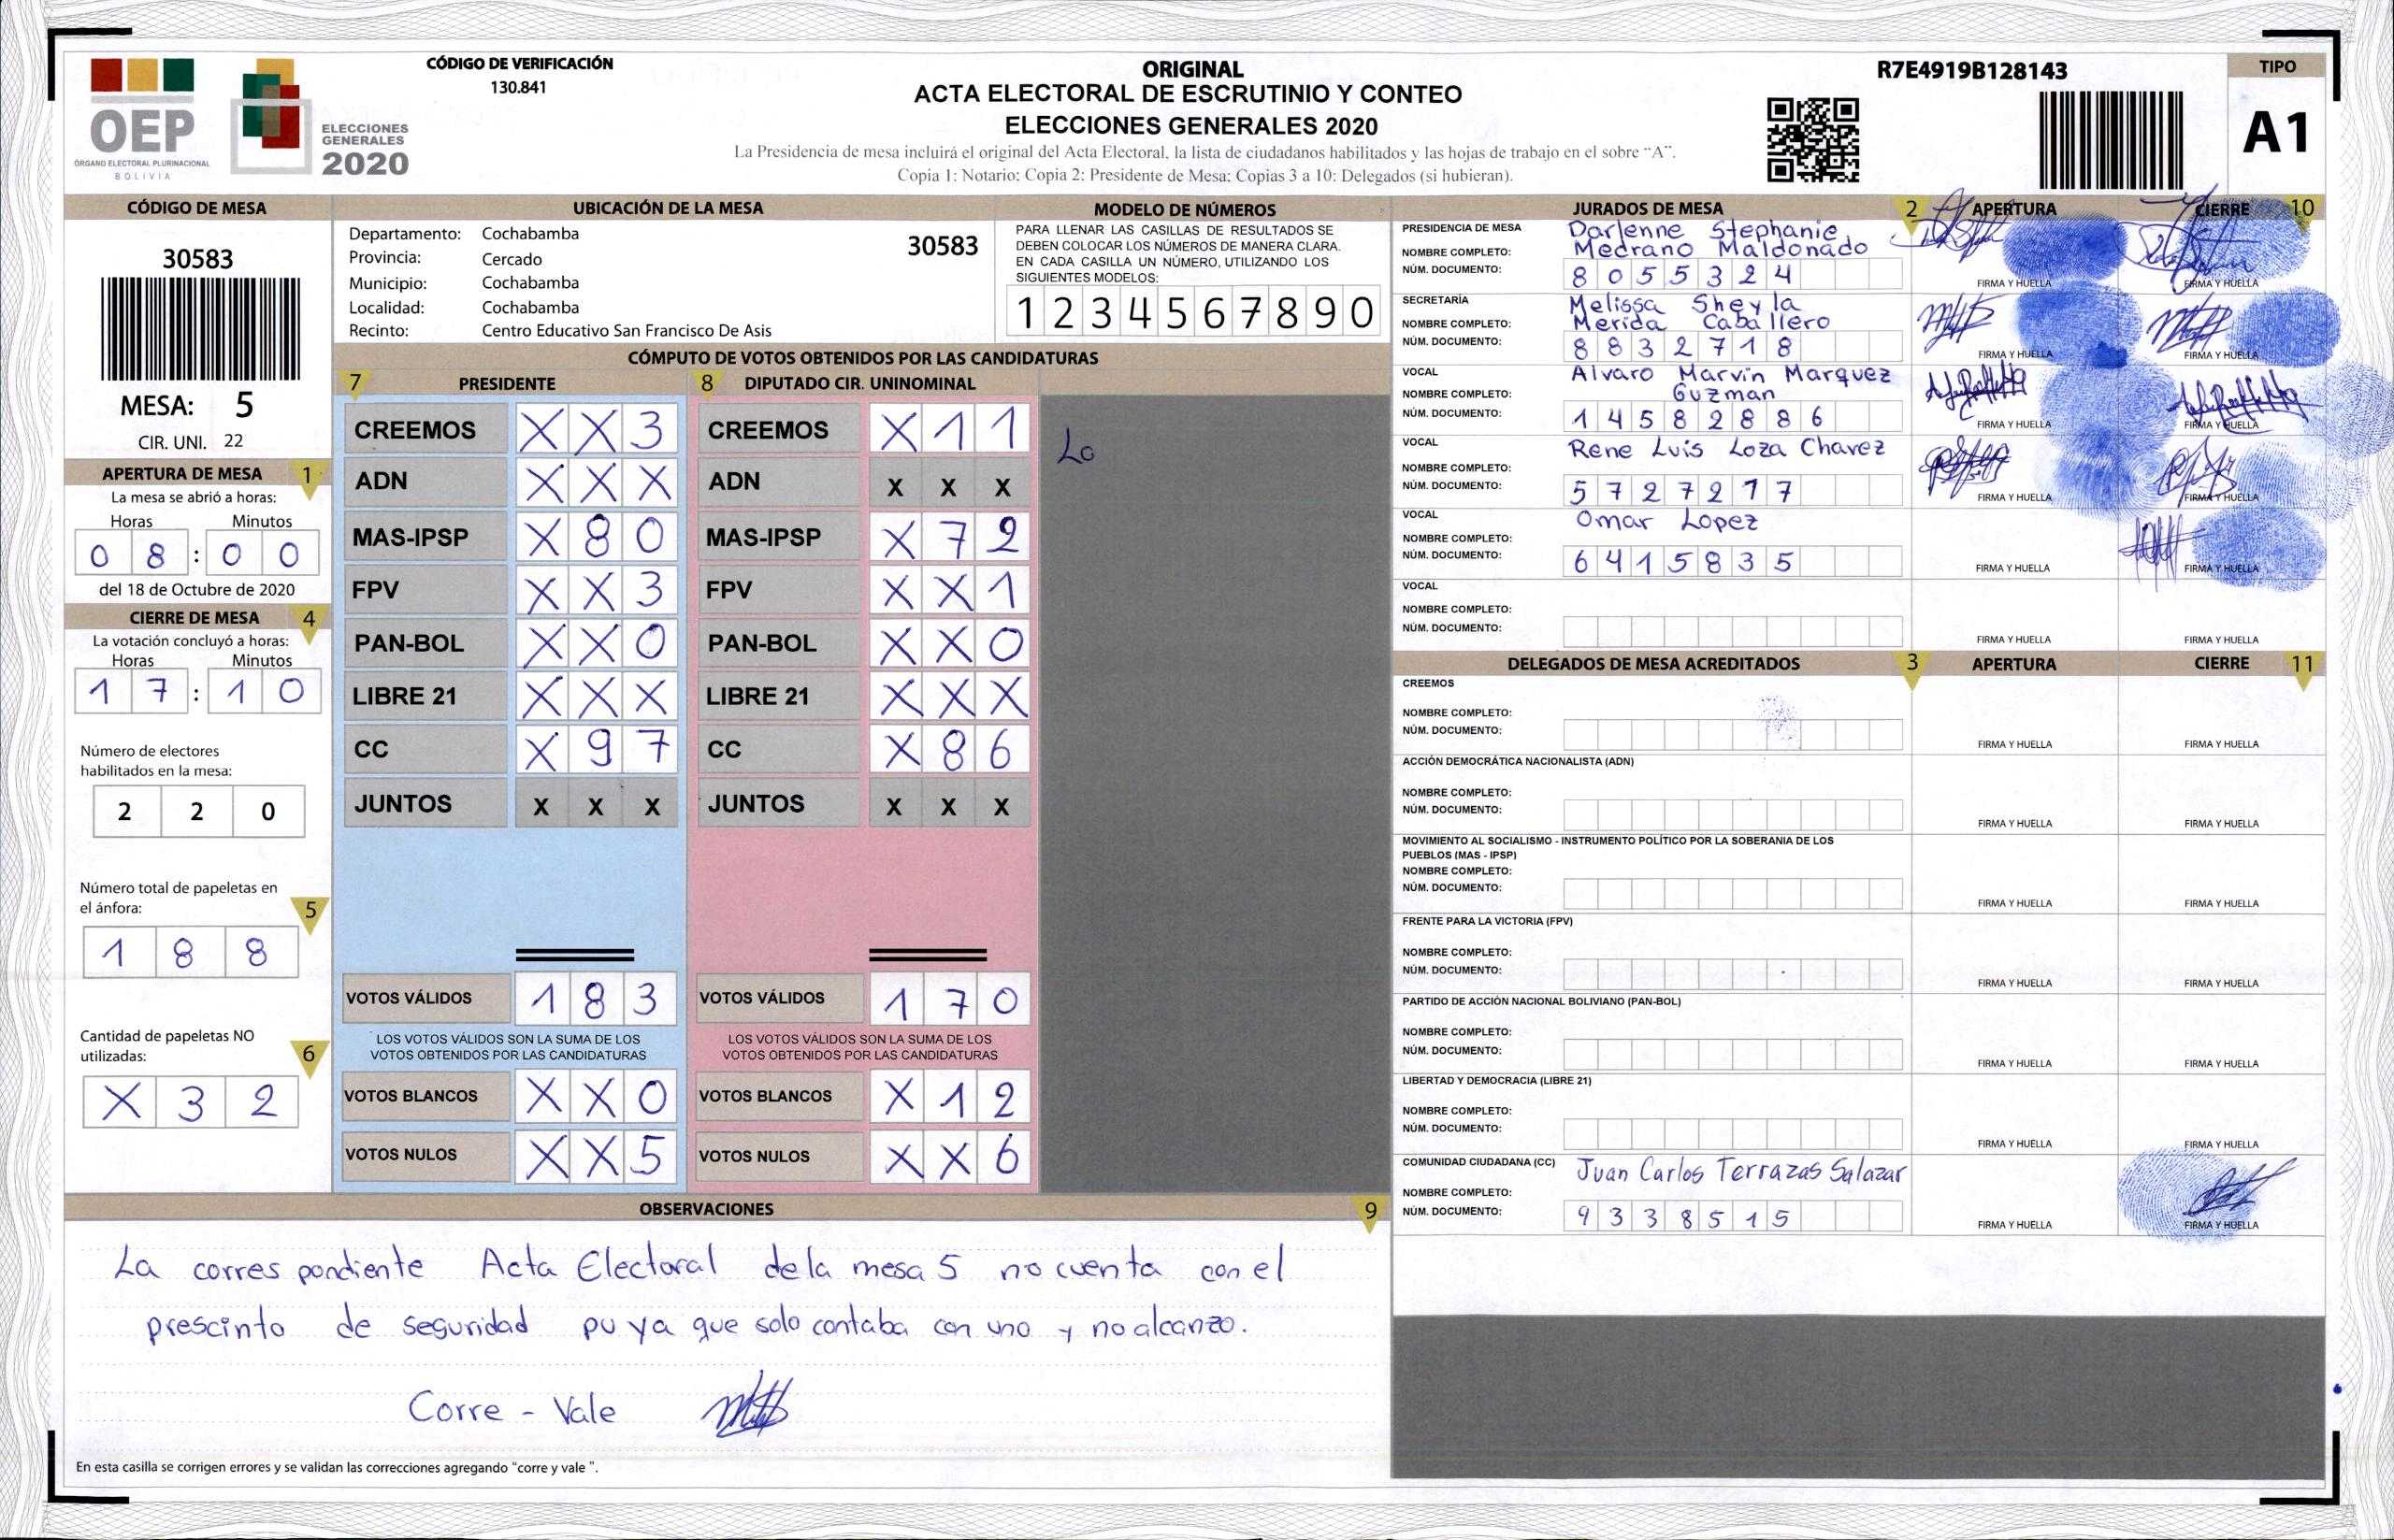 OEP
ÓRGANO ELECTORAL PLURINACIONAL
BOLIVIA
ELECCIONES
GENERALES
2020
CÓDIGO DE VERIFICACIÓN
130.841
ORIGINAL
ACTA ELECTORAL DE ESCRUTINIO Y CONTEO
ELECCIONES GENERALES 2020
La Presidencia de mesa incluirá el original del Acta Electoral, la lista de ciudadanos habilitados y las hojas de trabajo en el sobre “A”.
Copia 1: Notario; Copia 2: Presidente de Mesa; Copias 3 a 10: Delegados (si hubieran).
R7E4919B128143
TIPO
A1
CÓDIGO DE MESA
30583
MESA: 5
CIR. UNI. 22
APERTURA DE MESA 1
La mesa se abrió a horas:
Horas Minutos
0 8 : 0 0
del 18 de Octubre de 2020
CIERRE DE MESA 4
La votación concluyó a horas:
Horas Minutos
1 7 : 1 0
Número de electores
habilitados en la mesa:
2 2 0
Número total de papeletas en
el ánfora: 5
1 8 8
Cantidad de papeletas NO
utilizadas: 6
X 3 2
UBICACIÓN DE LA MESA
Departamento: Cochabamba
30583
Provincia: Cercado
Municipio: Cochabamba
Localidad: Cochabamba
Recinto: Centro Educativo San Francisco De Asis
MODELO DE NÚMEROS
PARA LLENAR LAS CASILLAS DE RESULTADOS SE
DEBEN COLOCAR LOS NÚMEROS DE MANERA CLARA.
EN CADA CASILLA UN NÚMERO, UTILIZANDO LOS
SIGUIENTES MODELOS:
1 2 3 4 5 6 7 8 9 0
CÓMPUTO DE VOTOS OBTENIDOS POR LAS CANDIDATURAS
7 PRESIDENTE
CREEMOS X X 3
ADN X X X
MAS-IPSP X 8 0
FPV X X 3
PAN-BOL X X 0
LIBRE 21 X X X
CC X 9 7
JUNTOS X X X
VOTOS VÁLIDOS 1 8 3
LOS VOTOS VÁLIDOS SON LA SUMA DE LOS
VOTOS OBTENIDOS POR LAS CANDIDATURAS
VOTOS BLANCOS X X 0
VOTOS NULOS X X 5
8 DIPUTADO CIR. UNINOMINAL
CREEMOS X 1 1
ADN X X X
MAS-IPSP X 7 2
FPV X X 1
PAN-BOL X X 0
LIBRE 21 X X X
CC X 8 6
JUNTOS X X X
VOTOS VÁLIDOS 1 7 0
LOS VOTOS VÁLIDOS SON LA SUMA DE LOS
VOTOS OBTENIDOS POR LAS CANDIDATURAS
VOTOS BLANCOS X 1 2
VOTOS NULOS X X 6
La
OBSERVACIONES 9
La corres pondiente Acta Electoral de la mesa 5 no cuenta con el
prescinto de seguridad pu ya que solo contaba con uno y no alcanzo.
Corre - Vale
En esta casilla se corrigen errores y se validan las correcciones agregando “corre y vale ”.
JURADOS DE MESA 2 APERTURA CIERRE 10
PRESIDENCIA DE MESA Darlenne Stephanie
NOMBRE COMPLETO: Medrano Maldonado
NÚM. DOCUMENTO: 8 0 5 5 3 2 4
FIRMA Y HUELLA FIRMA Y HUELLA
SECRETARÍA Melissa Sheyla
NOMBRE COMPLETO: Merida Caballero
NÚM. DOCUMENTO: 8 8 3 2 7 1 8
FIRMA Y HUELLA FIRMA Y HUELLA
VOCAL Alvaro Marvin Marquez
NOMBRE COMPLETO: Guzman
NÚM. DOCUMENTO: 1 4 5 8 2 8 8 6
FIRMA Y HUELLA FIRMA Y HUELLA
VOCAL Rene Luis Loza Chavez
NOMBRE COMPLETO:
NÚM. DOCUMENTO: 5 7 2 7 2 1 7
FIRMA Y HUELLA FIRMA Y HUELLA
VOCAL Omar Lopez
NOMBRE COMPLETO:
NÚM. DOCUMENTO: 6 4 1 5 8 3 5
FIRMA Y HUELLA FIRMA Y HUELLA
VOCAL
NOMBRE COMPLETO:
NÚM. DOCUMENTO:
FIRMA Y HUELLA FIRMA Y HUELLA
DELEGADOS DE MESA ACREDITADOS 3 APERTURA CIERRE 11
CREEMOS
NOMBRE COMPLETO:
NÚM. DOCUMENTO:
FIRMA Y HUELLA FIRMA Y HUELLA
ACCIÓN DEMOCRÁTICA NACIONALISTA (ADN)
NOMBRE COMPLETO:
NÚM. DOCUMENTO:
FIRMA Y HUELLA FIRMA Y HUELLA
MOVIMIENTO AL SOCIALISMO - INSTRUMENTO POLÍTICO POR LA SOBERANIA DE LOS
PUEBLOS (MAS - IPSP)
NOMBRE COMPLETO:
NÚM. DOCUMENTO:
FIRMA Y HUELLA FIRMA Y HUELLA
FRENTE PARA LA VICTORIA (FPV)
NOMBRE COMPLETO:
NÚM. DOCUMENTO:
FIRMA Y HUELLA FIRMA Y HUELLA
PARTIDO DE ACCIÓN NACIONAL BOLIVIANO (PAN-BOL)
NOMBRE COMPLETO:
NÚM. DOCUMENTO:
FIRMA Y HUELLA FIRMA Y HUELLA
LIBERTAD Y DEMOCRACIA (LIBRE 21)
NOMBRE COMPLETO:
NÚM. DOCUMENTO:
FIRMA Y HUELLA FIRMA Y HUELLA
COMUNIDAD CIUDADANA (CC) Juan Carlos Terrazas Salazar
NOMBRE COMPLETO:
NÚM. DOCUMENTO: 9 3 3 8 5 1 5
FIRMA Y HUELLA FIRMA Y HUELLA